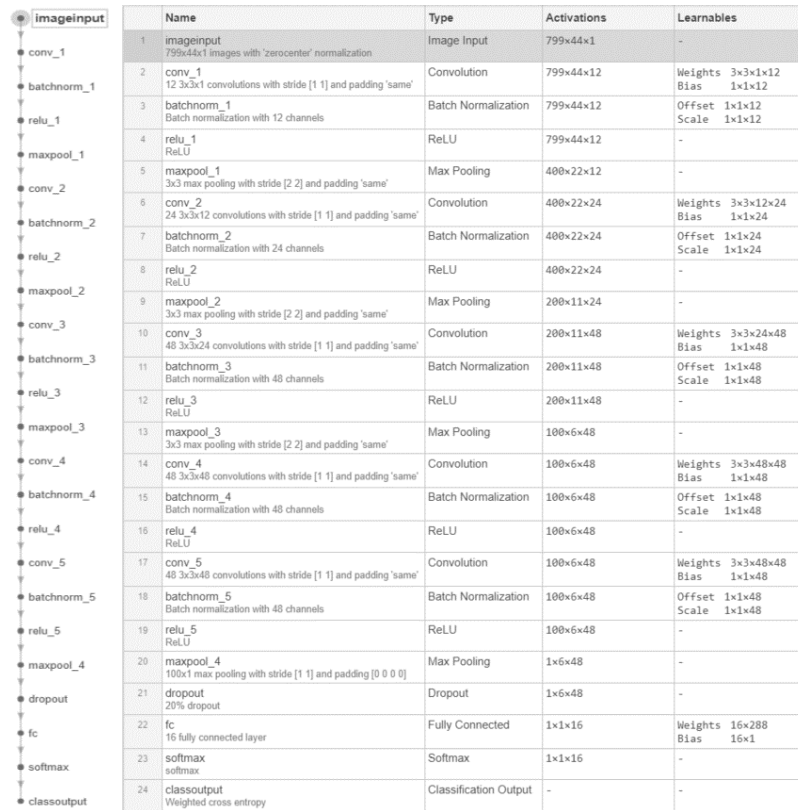 imageinput
conv_1
batchnorm_1
relu_1
maxpool_1
conv_2
batchnorm_2
relu_2
maxpool_2
conv_3
batchnorm_3
relu_3
maxpool_3
conv_4
batchnorm_4
relu_4
conv_5
batchnorm_5
relu_5
maxpool_4
dropout
fc
softmax
classoutput
Name Type Activations Learnables
1 imageinput Image Input 799×44×1 -
799x44x1 images with 'zerocenter' normalization
2 conv_1 Convolution 799×44×12 Weights 3×3×1×12
12 3x3x1 convolutions with stride [1 1] and padding 'same' Bias 1×1×12
3 batchnorm_1 Batch Normalization 799×44×12 Offset 1×1×12
Batch normalization with 12 channels Scale 1×1×12
4 relu_1 ReLU 799×44×12 -
ReLU
5 maxpool_1 Max Pooling 400×22×12 -
3x3 max pooling with stride [2 2] and padding 'same'
6 conv_2 Convolution 400×22×24 Weights 3×3×12×24
24 3x3x12 convolutions with stride [1 1] and padding 'same' Bias 1×1×24
7 batchnorm_2 Batch Normalization 400×22×24 Offset 1×1×24
Batch normalization with 24 channels Scale 1×1×24
8 relu_2 ReLU 400×22×24 -
ReLU
9 maxpool_2 Max Pooling 200×11×24 -
3x3 max pooling with stride [2 2] and padding 'same'
10 conv_3 Convolution 200×11×48 Weights 3×3×24×48
48 3x3x24 convolutions with stride [1 1] and padding 'same' Bias 1×1×48
11 batchnorm_3 Batch Normalization 200×11×48 Offset 1×1×48
Batch normalization with 48 channels Scale 1×1×48
12 relu_3 ReLU 200×11×48 -
ReLU
13 maxpool_3 Max Pooling 100×6×48 -
3x3 max pooling with stride [2 2] and padding 'same'
14 conv_4 Convolution 100×6×48 Weights 3×3×48×48
48 3x3x48 convolutions with stride [1 1] and padding 'same' Bias 1×1×48
15 batchnorm_4 Batch Normalization 100×6×48 Offset 1×1×48
Batch normalization with 48 channels Scale 1×1×48
16 relu_4 ReLU 100×6×48 -
ReLU
17 conv_5 Convolution 100×6×48 Weights 3×3×48×48
48 3x3x48 convolutions with stride [1 1] and padding 'same' Bias 1×1×48
18 batchnorm_5 Batch Normalization 100×6×48 Offset 1×1×48
Batch normalization with 48 channels Scale 1×1×48
19 relu_5 ReLU 100×6×48 -
ReLU
20 maxpool_4 Max Pooling 1×6×48 -
100x1 max pooling with stride [1 1] and padding [0 0 0 0]
21 dropout Dropout 1×6×48 -
20% dropout
22 fc Fully Connected 1×1×16 Weights 16×288
16 fully connected layer Bias 16×1
23 softmax Softmax 1×1×16 -
softmax
24 classoutput Classification Output - -
Weighted cross entropy